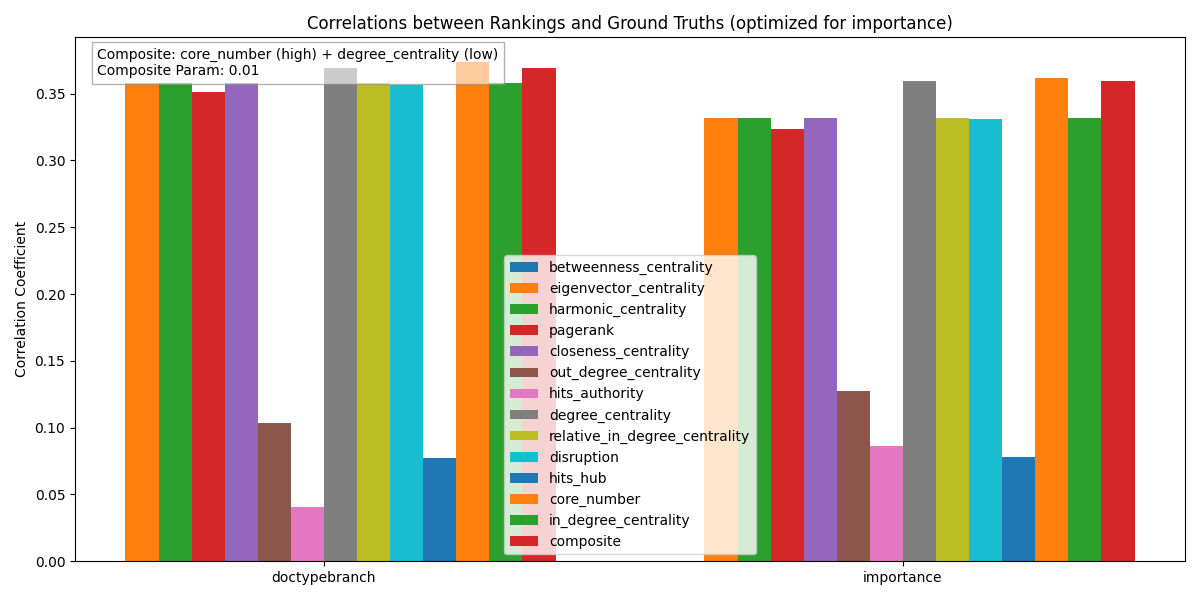 Correlations between Rankings and Ground Truths (optimized for importance)
Composite: core_number (high) + degree_centrality (low)
Composite Param: 0.01
Correlation Coefficient
0.35
0.30
0.25
0.20
0.15
0.10
0.05
0.00
betweenness_centrality
eigenvector_centrality
harmonic_centrality
pagerank
closeness_centrality
out_degree_centrality
hits_authority
degree_centrality
relative_in_degree_centrality
disruption
hits_hub
core_number
in_degree_centrality
composite
doctypebranch
importance